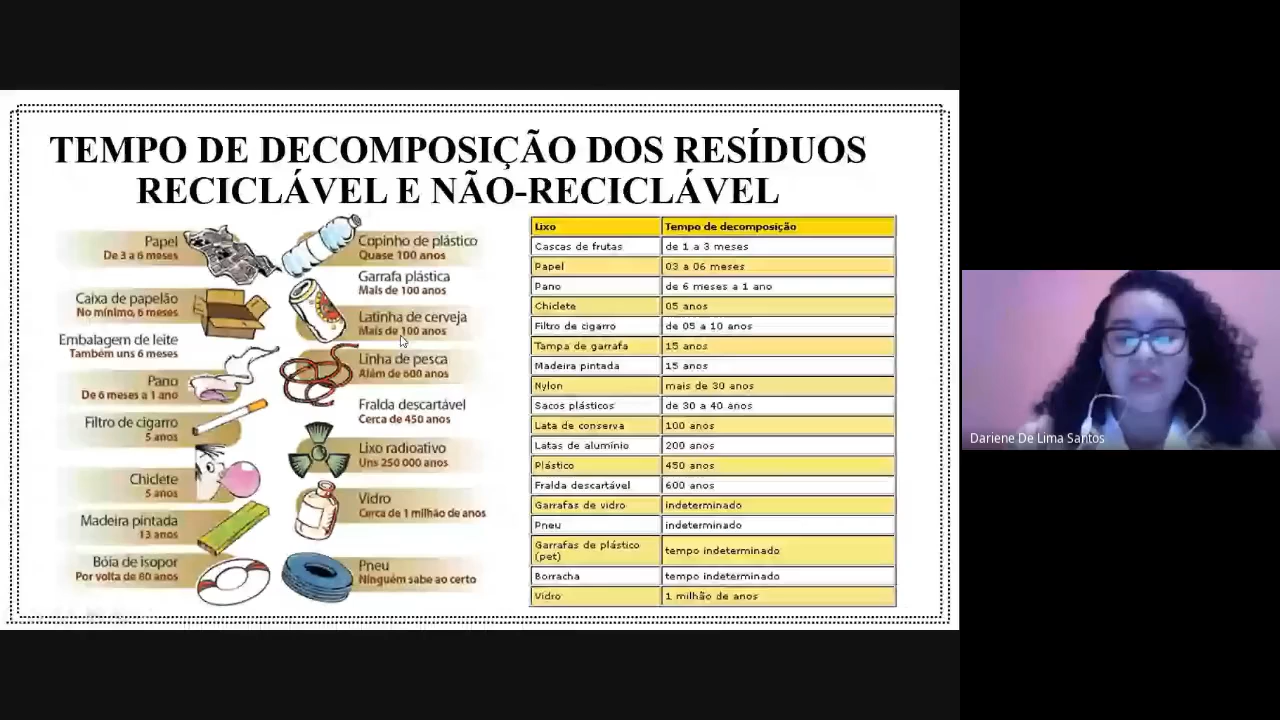 TEMPO DE DECOMPOSIÇÃO DOS RESÍDUOS
RECICLÁVEL E NÃO-RECICLÁVEL
Papel
De 3 a 6 meses
Caixa de papelão
No mínimo, 6 meses
Embalagem de leite
Também uns 6 meses
Pano
De 6 meses a 1 ano
Filtro de cigarro
5 anos
Chiclete
5 anos
Madeira pintada
13 anos
Bóia de isopor
Por volta de 80 anos
Copinho de plástico
Quase 100 anos
Garrafa plástica
Mais de 100 anos
Latinha de cerveja
Mais de 100 anos
Linha de pesca
Além de 600 anos
Fralda descartável
Cerca de 450 anos
Lixo radioativo
Uns 250 000 anos
Vidro
Cerca de 1 milhão de anos
Pneu
Ninguém sabe ao certo
Lixo Tempo de decomposição
Cascas de frutas de 1 a 3 meses
Papel 03 a 06 meses
Pano de 6 meses a 1 ano
Chiclete 05 anos
Filtro de cigarro de 05 a 10 anos
Tampa de garrafa 15 anos
Madeira pintada 15 anos
Nylon mais de 30 anos
Sacos plásticos de 30 a 40 anos
Lata de conserva 100 anos
Latas de alumínio 200 anos
Plástico 450 anos
Fralda descartável 600 anos
Garrafas de vidro indeterminado
Pneu indeterminado
Garrafas de plástico
(pet) tempo indeterminado
Borracha tempo indeterminado
Vidro 1 milhão de anos
Dariene De Lima Santos